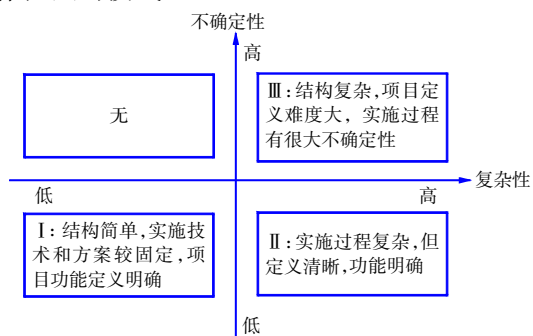 不确定性
高
无
Ⅲ:结构复杂,项目定
义难度大，实施过程
有很大不确定性
复杂性
低
高
Ⅰ:结构简单,实施技
术和方案较固定,项
目功能定义明确
Ⅱ:实施过程复杂,但
定义清晰,功能明确
低